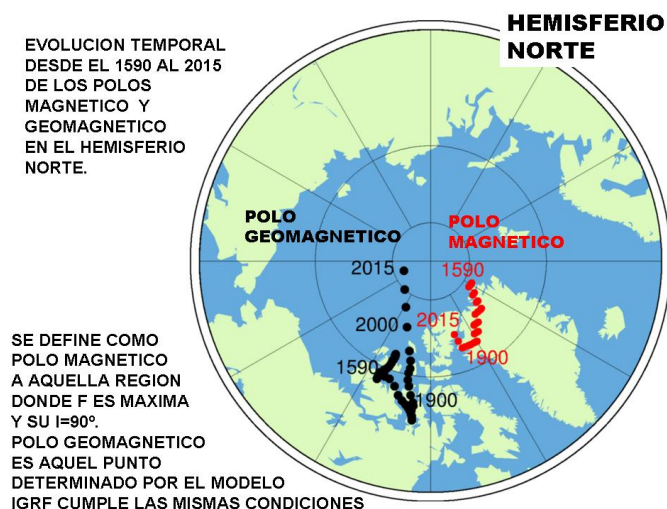 HEMISFERIO
NORTE
EVOLUCION TEMPORAL
DESDE EL 1590 AL 2015
DE LOS POLOS
MAGNETICO Y
GEOMAGNETICO
EN EL HEMISFERIO
NORTE.
POLO
GEOMAGNETICO
POLO
MAGNETICO
2015
1590
2000
2015
1590
1900
1900
SE DEFINE COMO
POLO MAGNETICO
A AQUELLA REGION
DONDE F ES MAXIMA
Y SU I=90º.
POLO GEOMAGNETICO
ES AQUEL PUNTO
DETERMINADO POR EL MODELO
IGRF CUMPLE LAS MISMAS CONDICIONES